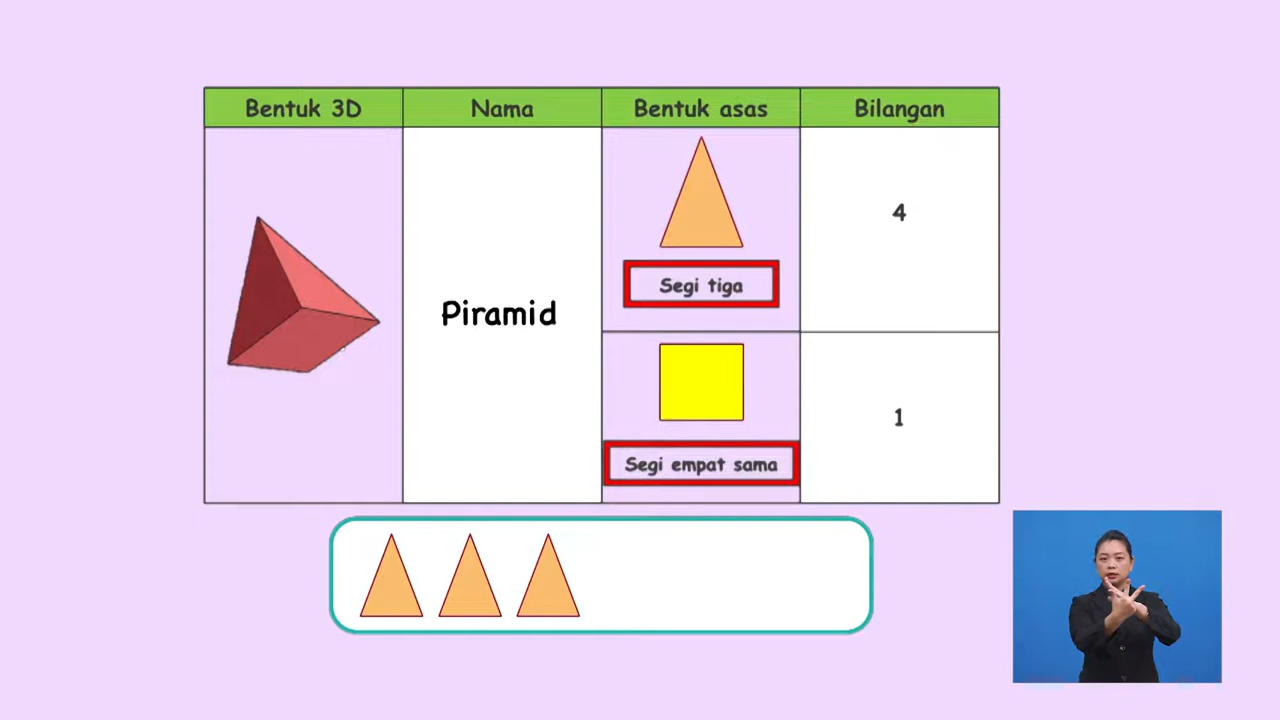 Bentuk 3D
Nama
Bentuk asas
Bilangan
Piramid
Segi tiga
4
Segi empat sama
1